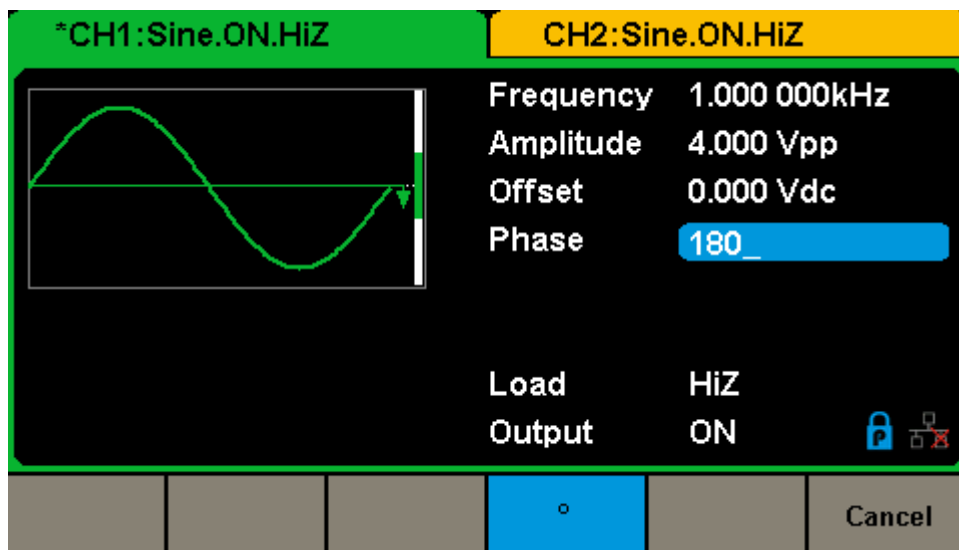 *CH1:Sine.ON.HiZ CH2:Sine.ON.HiZ
Frequency 1.000 000kHz
Amplitude 4.000 Vpp
Offset 0.000 Vdc
Phase 180_
Load HiZ
Output ON P
° Cancel